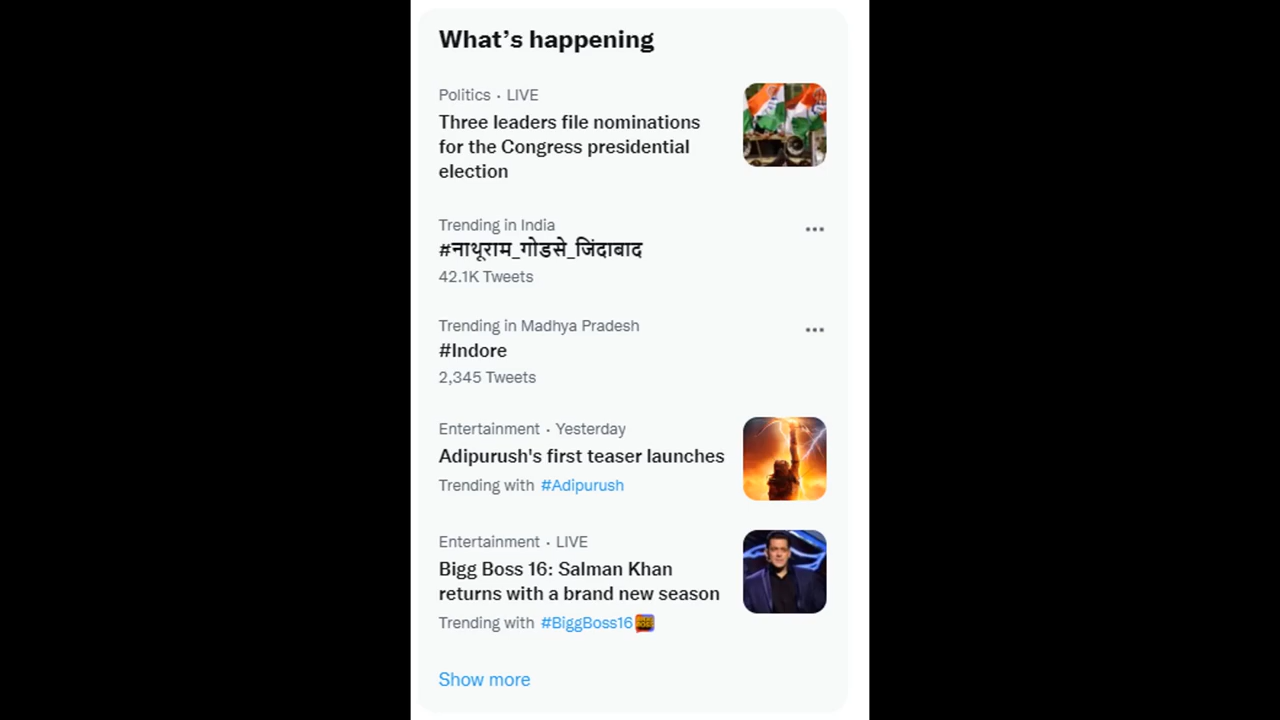 What’s happening
Politics · LIVE
Three leaders file nominations
for the Congress presidential
election
Trending in India
#नाथूराम_गोडसे_जिंदाबाद
42.1K Tweets
Trending in Madhya Pradesh
#Indore
2,345 Tweets
Entertainment · Yesterday
Adipurush's first teaser launches
Trending with #Adipurush
Entertainment · LIVE
Bigg Boss 16: Salman Khan
returns with a brand new season
Trending with #BiggBoss16
Show more